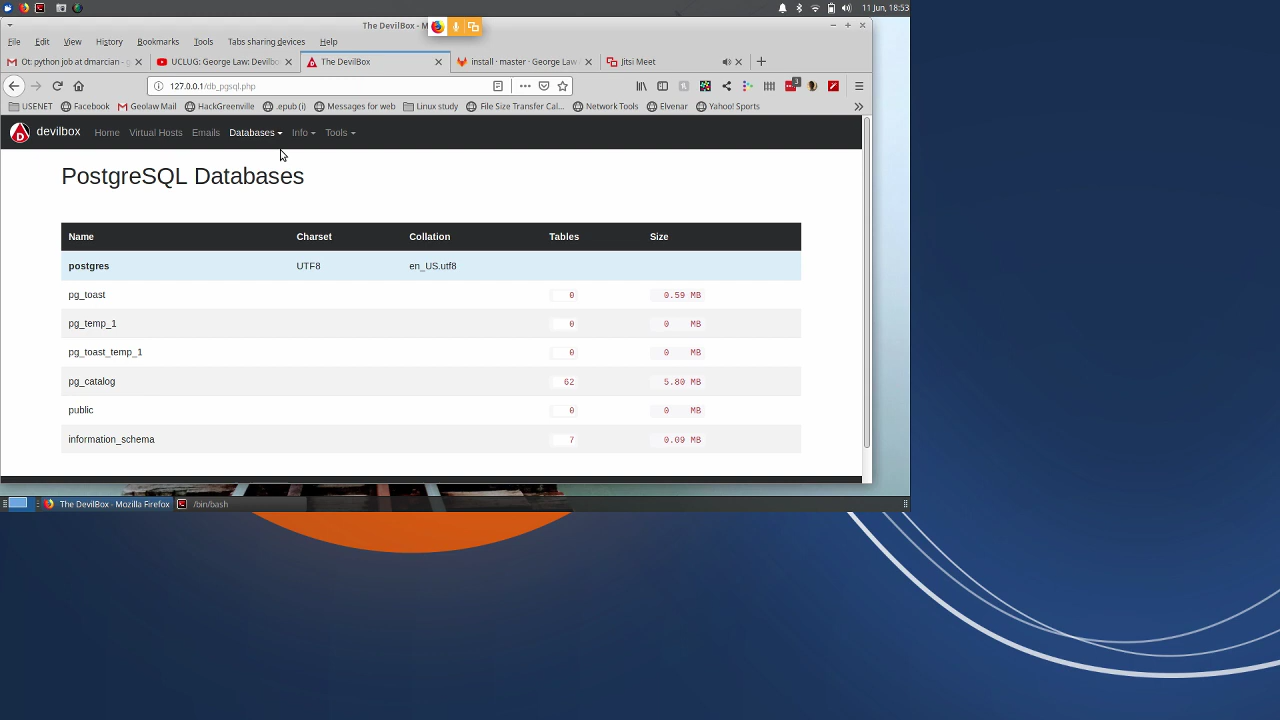 11 Jun, 18:53
The DevilBox - M
File Edit View History Bookmarks Tools Tabs sharing devices Help
Ot: python job at dmarcian - g
UCLUG: George Law: Devilbo
The DevilBox
install · master · George Law
Jitsi Meet
127.0.0.1/db_pgsql.php
USENET Facebook Geolaw Mail HackGreenville .epub (i) Messages for web Linux study File Size Transfer Cal... Network Tools Elvenar Yahoo! Sports
devilbox Home Virtual Hosts Emails Databases Info Tools
PostgreSQL Databases
Name Charset Collation Tables Size
postgres UTF8 en_US.utf8
pg_toast 0 0.59 MB
pg_temp_1 0 0 MB
pg_toast_temp_1 0 0 MB
pg_catalog 62 5.80 MB
public 0 0 MB
information_schema 7 0.09 MB
The DevilBox - Mozilla Firefox /bin/bash